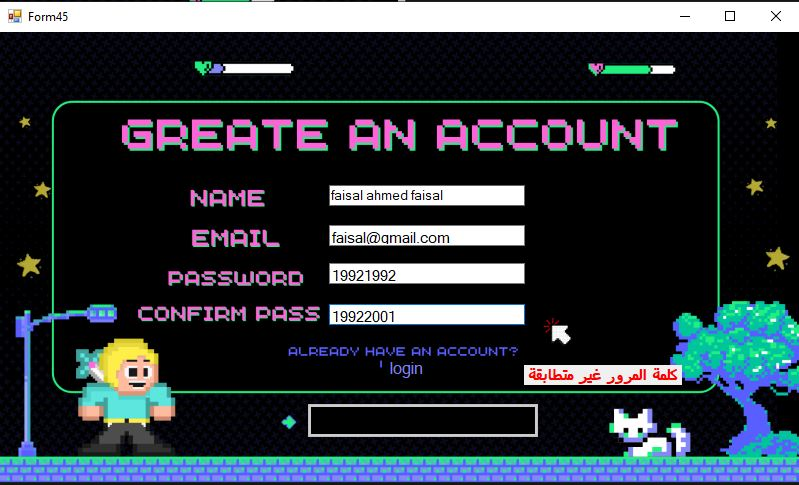 Form45
GREATE AN ACCOUNT
NAME
faisal ahmed faisal
EMAIL
faisal@gmail.com
PASSWORD
19921992
CONFIRM PASS
19922001
ALREADY HAVE AN ACCOUNT?
login
كلمة المرور غير متطابقة